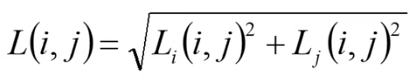 L(i, j) = √(L_i(i, j)² + L_j(i, j)²)